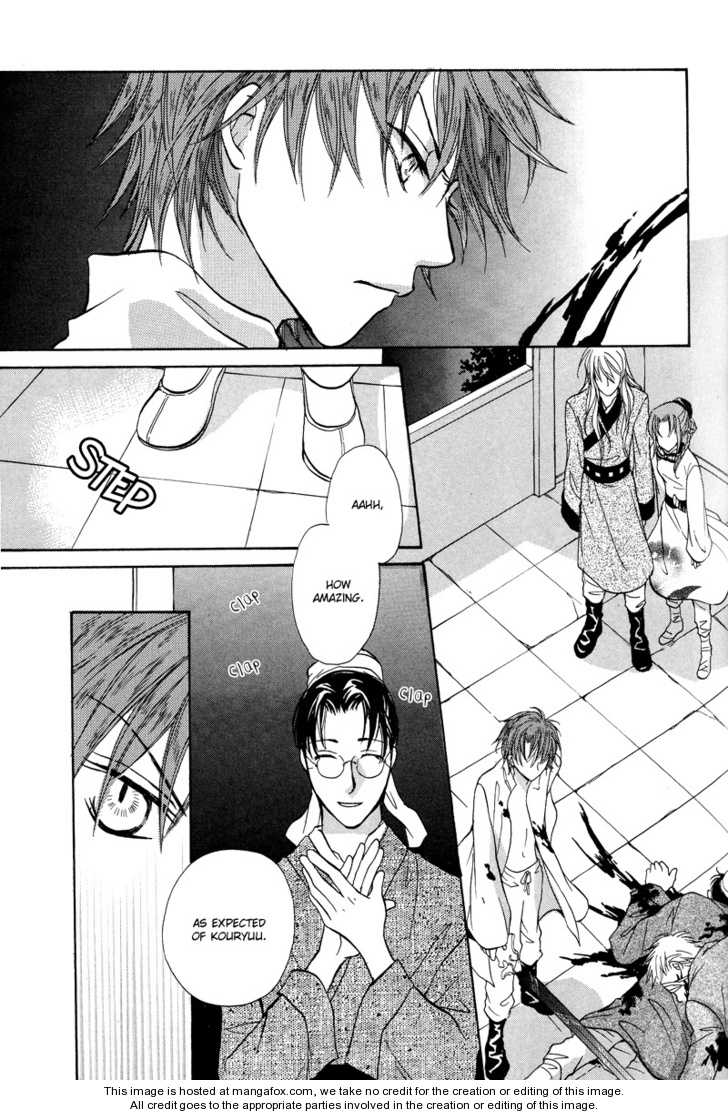 STEP
AAHH,
HOW
AMAZING.
clap
clap
clap
AS EXPECTED
OF KOURYUU.
This image is hosted at mangafox.com, we take no credit for the creation or editing of this image.
All credit goes to the appropriate parties involved in creation or editing of this image.